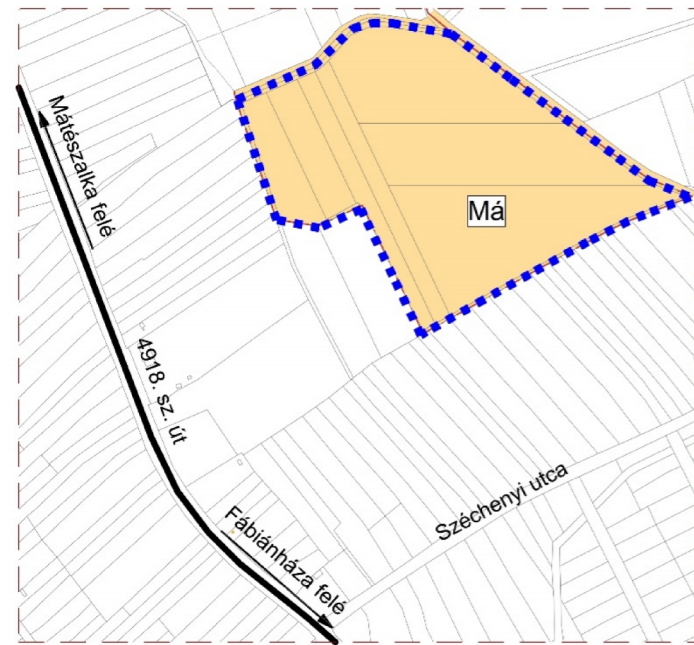 Mátészalka felé
Má
4918. sz. út
Széchenyi utca
Fábiánháza felé